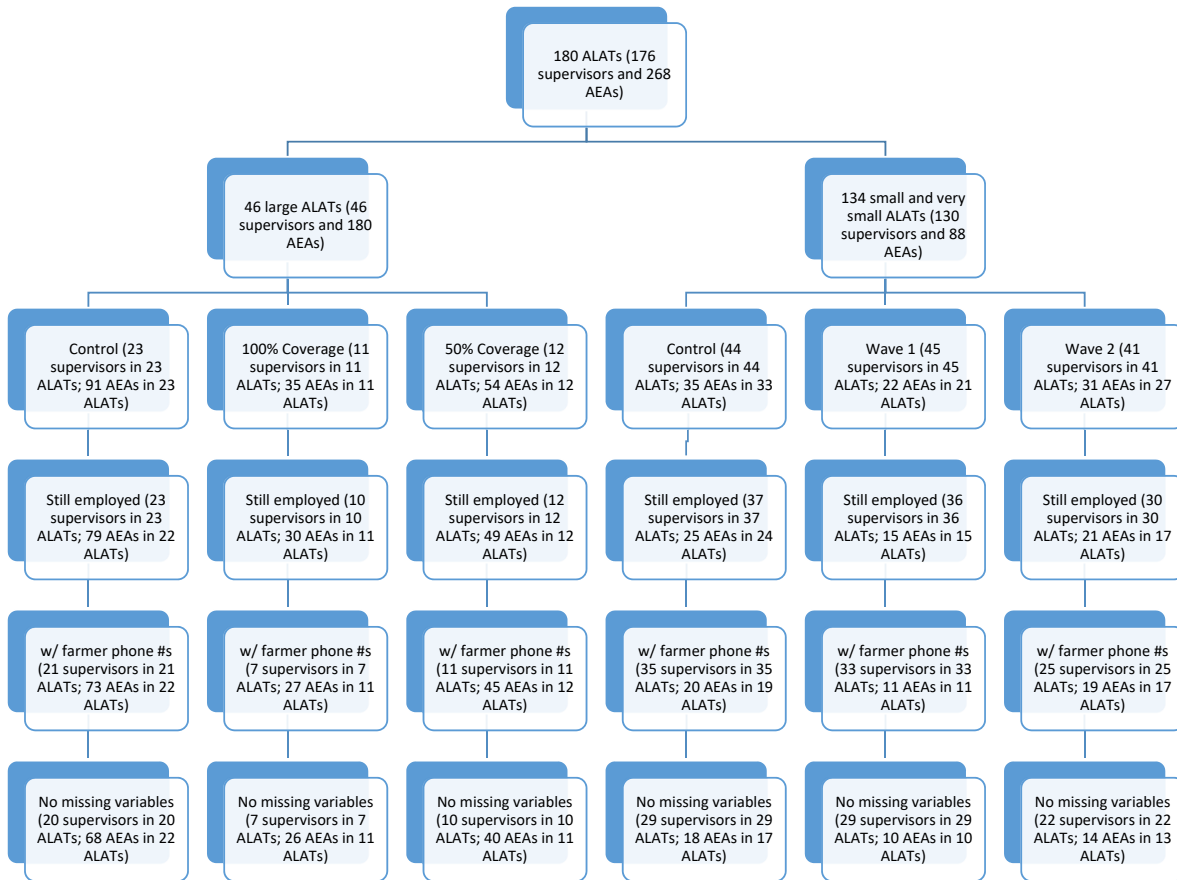 180 ALATs (176
supervisors and 268
AEAs)
46 large ALATs (46
supervisors and 180
AEAs)
134 small and very
small ALATs (130
supervisors and 88
AEAs)
Control (23
supervisors in 23
ALATs; 91 AEAs in 23
ALATs)
100% Coverage (11
supervisors in 11
ALATs; 35 AEAs in 11
ALATs)
50% Coverage (12
supervisors in 12
ALATs; 54 AEAs in 12
ALATs)
Control (44
supervisors in 44
ALATs; 35 AEAs in 33
ALATs)
Wave 1 (45
supervisors in 45
ALATs; 22 AEAs in 21
ALATs)
Wave 2 (41
supervisors in 41
ALATs; 31 AEAs in 27
ALATs)
Still employed (23
supervisors in 23
ALATs; 79 AEAs in 22
ALATs)
Still employed (10
supervisors in 10
ALATs; 30 AEAs in 11
ALATs)
Still employed (12
supervisors in 12
ALATs; 49 AEAs in 12
ALATs)
Still employed (37
supervisors in 37
ALATs; 25 AEAs in 24
ALATs)
Still employed (36
supervisors in 36
ALATs; 15 AEAs in 15
ALATs)
Still employed (30
supervisors in 30
ALATs; 21 AEAs in 17
ALATs)
w/ farmer phone #s
(21 supervisors in 21
ALATs; 73 AEAs in 22
ALATs)
w/ farmer phone #s
(7 supervisors in 7
ALATs; 27 AEAs in 11
ALATs)
w/ farmer phone #s
(11 supervisors in 11
ALATs; 45 AEAs in 12
ALATs)
w/ farmer phone #s
(35 supervisors in 35
ALATs; 20 AEAs in 19
ALATs)
w/ farmer phone #s
(33 supervisors in 33
ALATs; 11 AEAs in 11
ALATs)
w/ farmer phone #s
(25 supervisors in 25
ALATs; 19 AEAs in 17
ALATs)
No missing variables
(20 supervisors in 20
ALATs; 68 AEAs in 22
ALATs)
No missing variables
(7 supervisors in 7
ALATs; 26 AEAs in 11
ALATs)
No missing variables
(10 supervisors in 10
ALATs; 40 AEAs in 11
ALATs)
No missing variables
(29 supervisors in 29
ALATs; 18 AEAs in 17
ALATs)
No missing variables
(29 supervisors in 29
ALATs; 10 AEAs in 10
ALATs)
No missing variables
(22 supervisors in 22
ALATs; 14 AEAs in 13
ALATs)